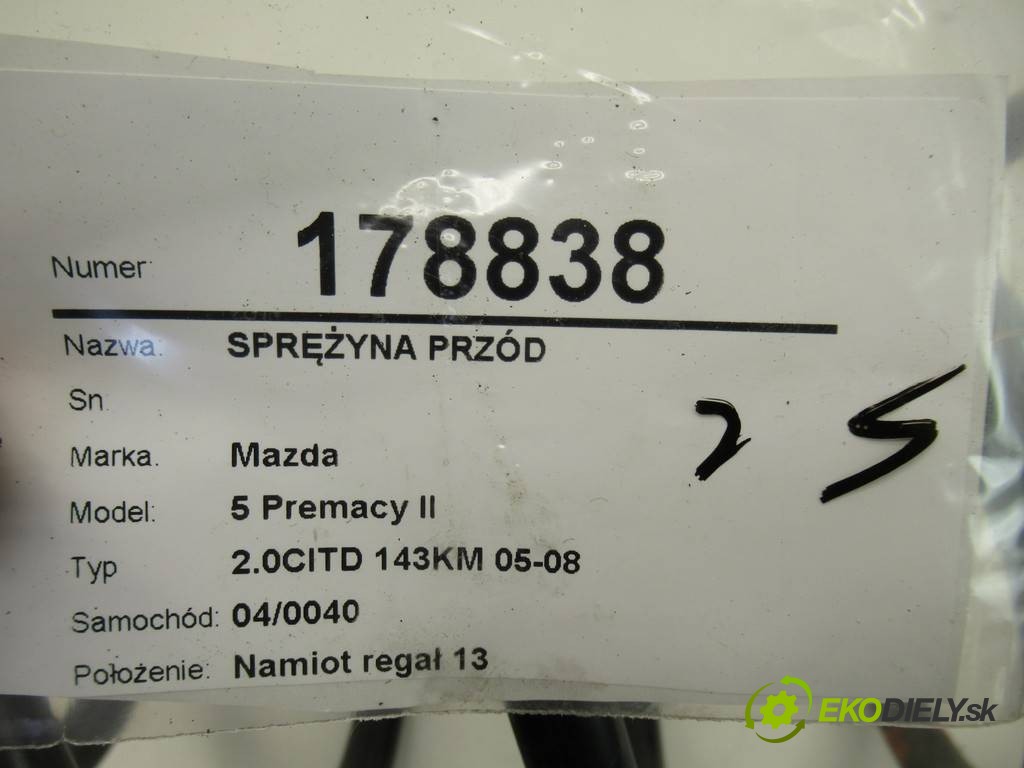 Numer: 178838
Nazwa: SPRĘŻYNA PRZÓD
Sn
Marka: Mazda
Model: 5 Premacy II
Typ 2.0CITD 143KM 05-08
Samochód: 04/0040
Położenie: Namiot regał 13
EKODIELY.sk